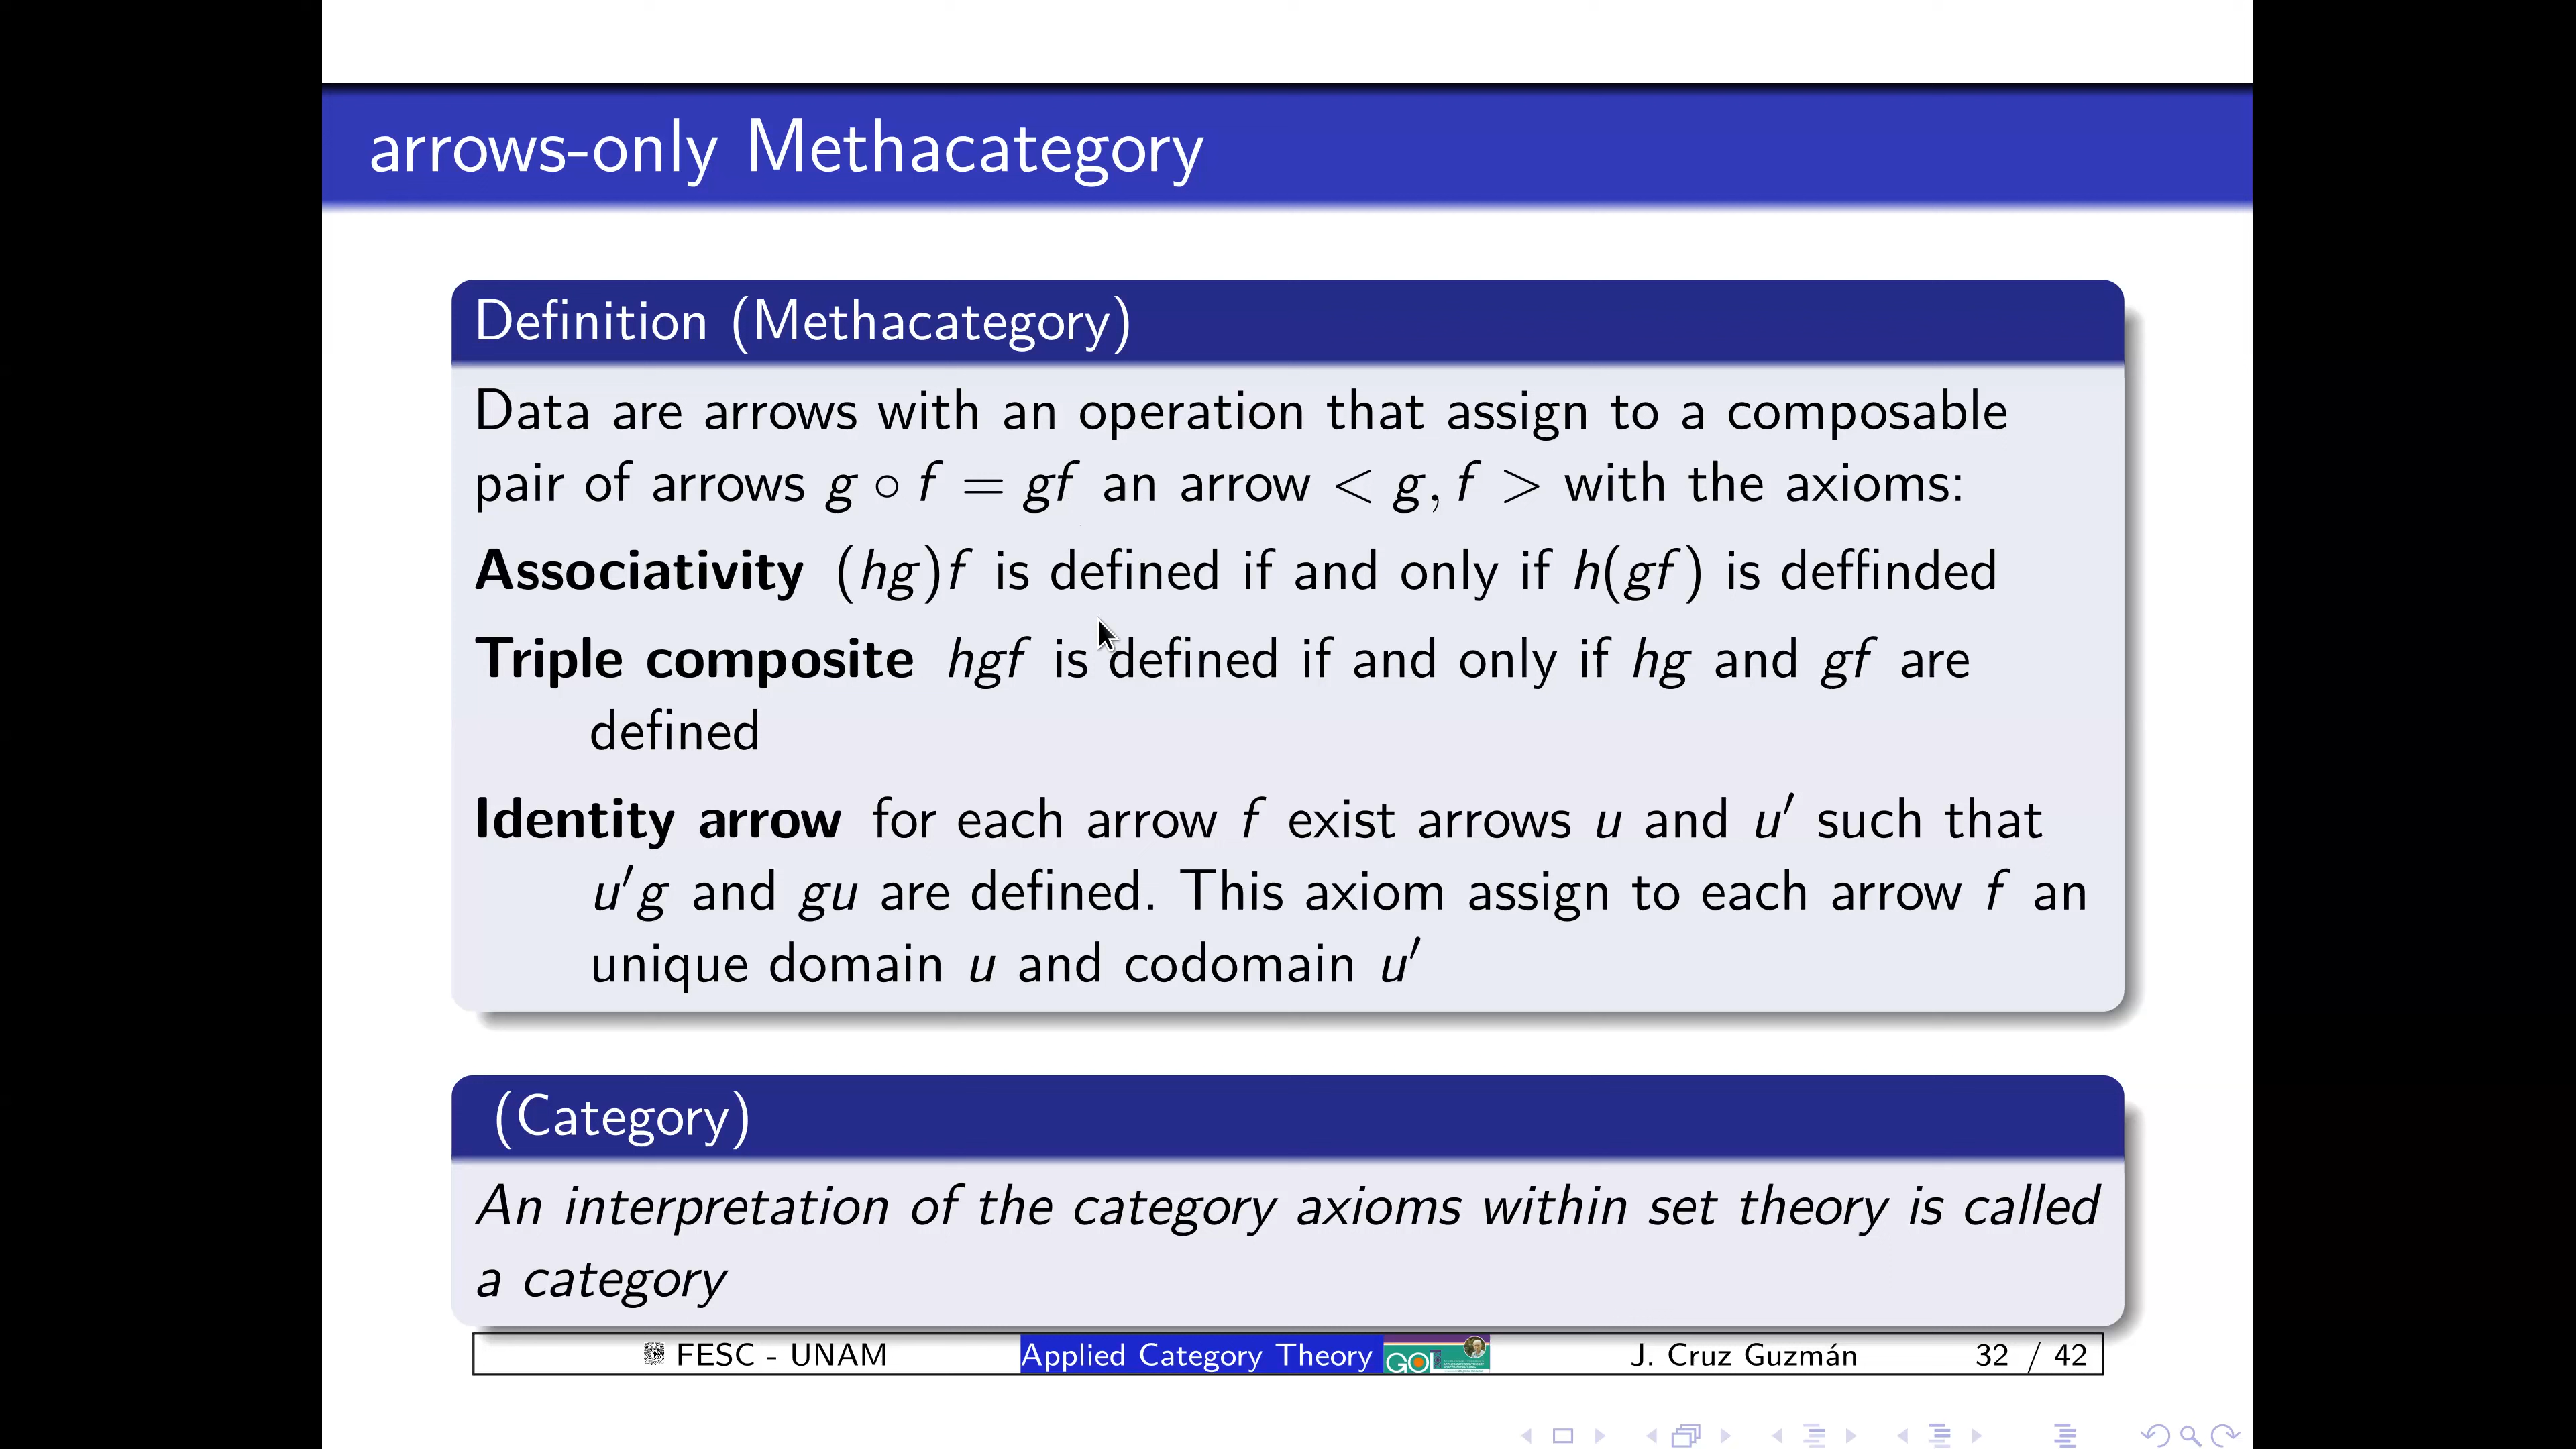 arrows-only Methacategory
Definition (Methacategory)
Data are arrows with an operation that assign to a composable
pair of arrows g ∘ f = gf an arrow < g, f > with the axioms:
Associativity (hg)f is defined if and only if h(gf) is deffinded
Triple composite hgf is defined if and only if hg and gf are
defined
Identity arrow for each arrow f exist arrows u and u′ such that
u′g and gu are defined. This axiom assign to each arrow f an
unique domain u and codomain u′
(Category)
An interpretation of the category axioms within set theory is called
a category
FESC - UNAM Applied Category Theory GOL J. Cruz Guzmán 32 / 42